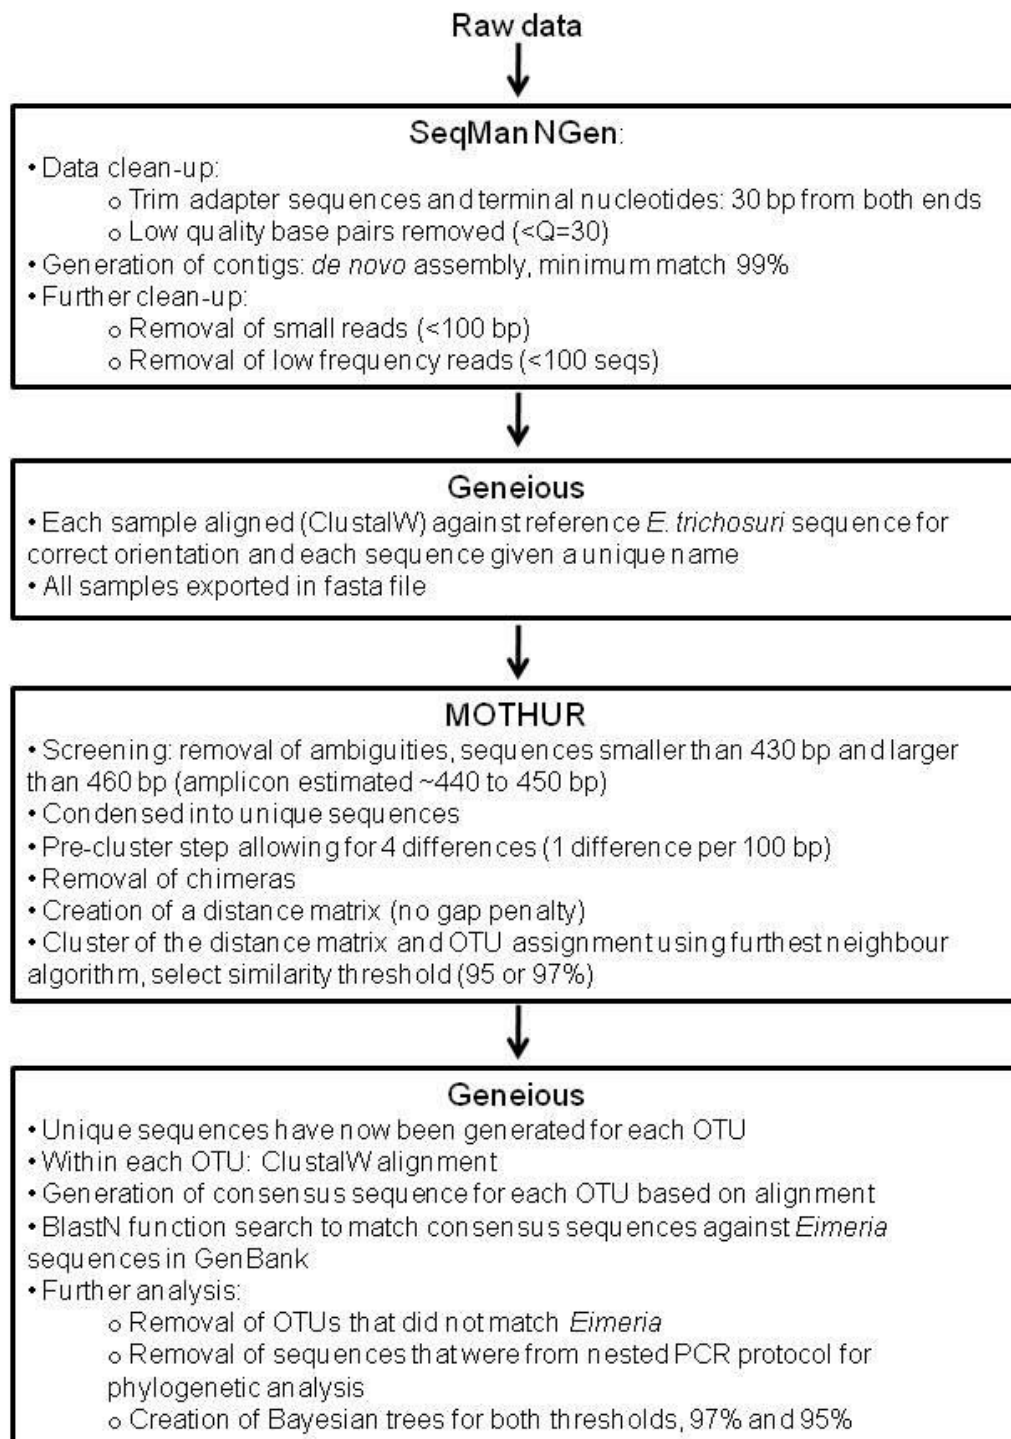 Raw data
SeqMan NGen:
• Data clean-up:
o Trim adapter sequences and terminal nucleotides: 30 bp from both ends
o Low quality base pairs removed (<Q=30)
• Generation of contigs: de novo assembly, minimum match 99%
• Further clean-up:
o Removal of small reads (<100 bp)
o Removal of low frequency reads (<100 seqs)
Geneious
• Each sample aligned (ClustalW) against reference E. trichosuri sequence for
correct orientation and each sequence given a unique name
• All samples exported in fasta file
MOTHUR
• Screening: removal of ambiguities, sequences smaller than 430 bp and larger
than 460 bp (amplicon estimated ~440 to 450 bp)
• Condensed into unique sequences
• Pre-cluster step allowing for 4 differences (1 difference per 100 bp)
• Removal of chimeras
• Creation of a distance matrix (no gap penalty)
• Cluster of the distance matrix and OTU assignment using furthest neighbour
algorithm, select similarity threshold (95 or 97%)
Geneious
• Unique sequences have now been generated for each OTU
• Within each OTU: ClustalW alignment
• Generation of consensus sequence for each OTU based on alignment
• BlastN function search to match consensus sequences against Eimeria
sequences in GenBank
• Further analysis:
o Removal of OTUs that did not match Eimeria
o Removal of sequences that were from nested PCR protocol for
phylogenetic analysis
o Creation of Bayesian trees for both thresholds, 97% and 95%